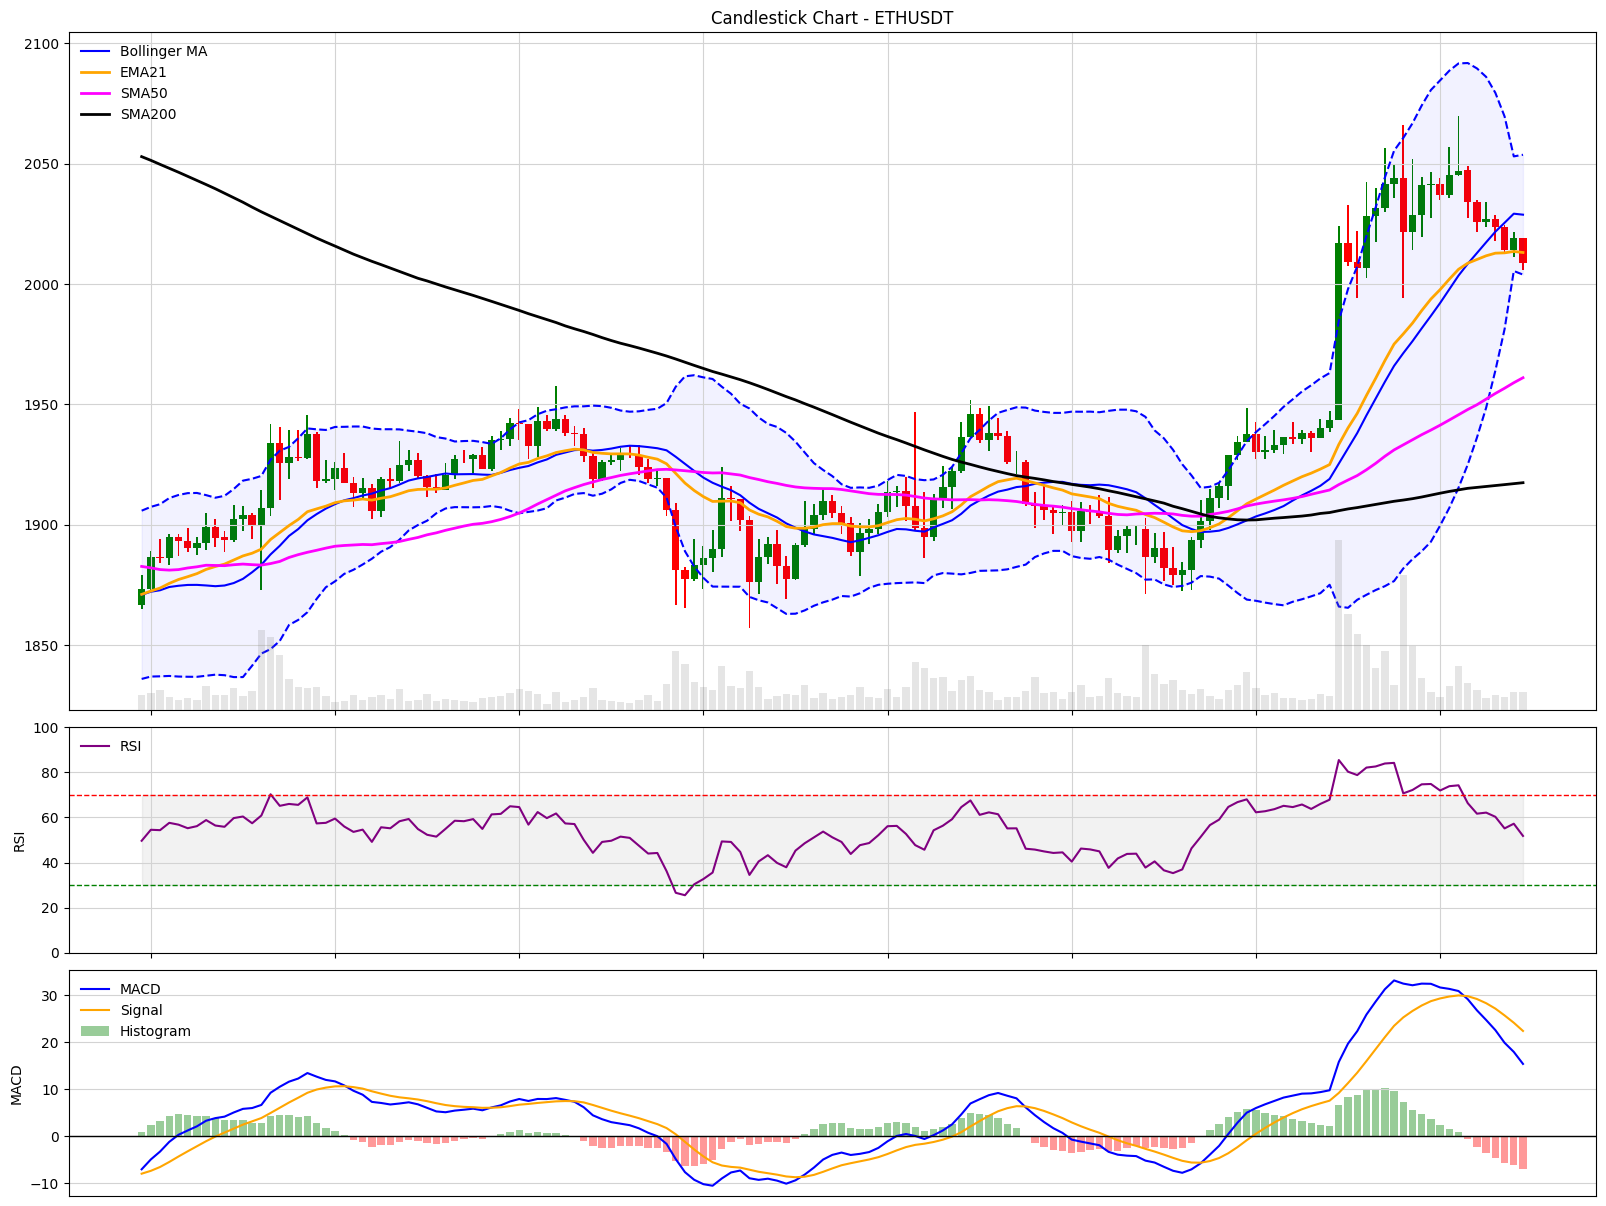 Candlestick Chart - ETHUSDT
Bollinger MA
EMA21
SMA50
SMA200
2100
2050
2000
1950
1900
1850
RSI
100
80
60
40
20
0
RSI
MACD
Signal
Histogram
30
20
10
0
−10
MACD